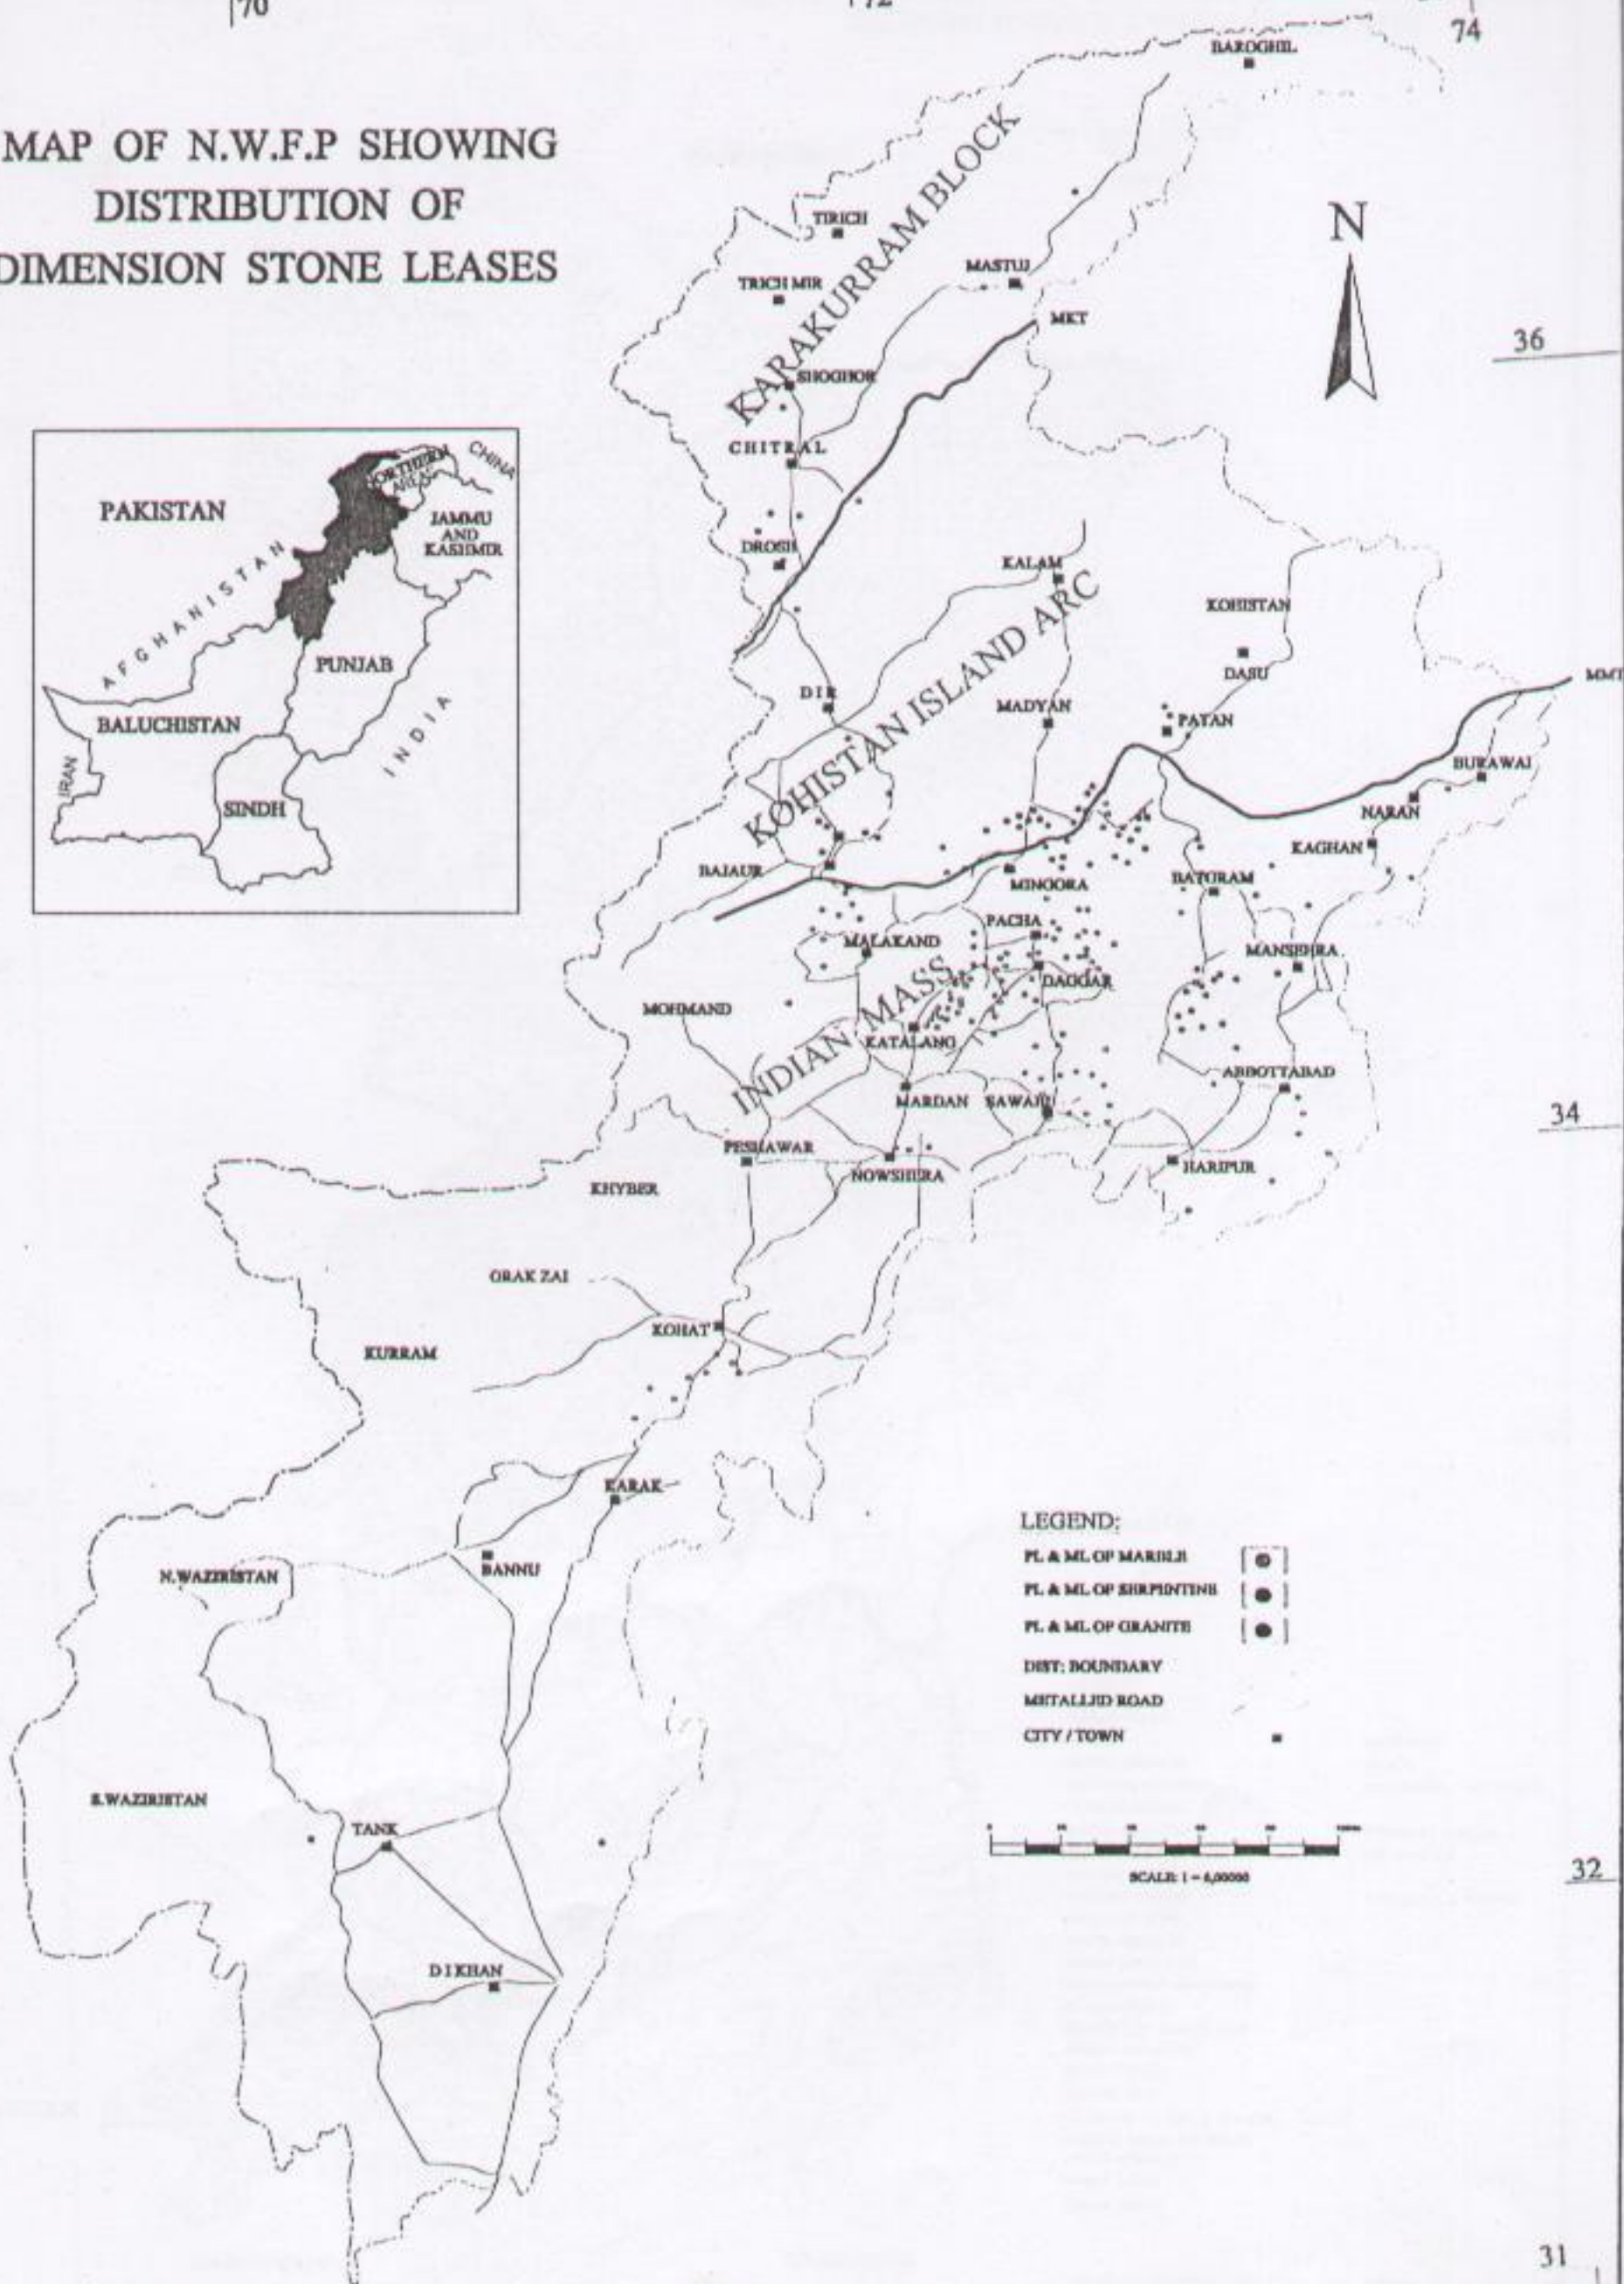 70
72
74
BAROGHIL
MAP OF N.W.F.P SHOWING
DISTRIBUTION OF
DIMENSION STONE LEASES
KARAKURRAM BLOCK
TIRICH
N
MASTUJ
TRICH MIR
MKT
36
SHOGHOR
CHITRAL
NORTHERN
AREAS
CHINA
PAKISTAN
JAMMU
AND
KASHMIR
AFGHANISTAN
PUNJAB
BALUCHISTAN
INDIA
IRAN
SINDH
DROSH
KALAM
KOHISTAN ISLAND ARC
KOHISTAN
DASU
DIR
MADYAN
PAYAN
BURAWAI
NARAN
KAGHAN
BAJAUR
MINGORA
BATGRAM
PACHA
MALAKAND
MANSEHRA
DAGGAR
INDIAN MASS
MOHMAND
KATALANG
ABBOTTABAD
MARDAN
SAWABI
34
PESHAWAR
NOWSHERA
HARIPUR
KHYBER
ORAK ZAI
KOHAT
KURRAM
KARAK
LEGEND:
PL & ML OF MARBLE
PL & ML OF SERPENTINE
PL & ML OF GRANITE
DIST: BOUNDARY
METALLED ROAD
CITY / TOWN
BANNU
N.WAZIRISTAN
S.WAZIRISTAN
TANK
32
D I KHAN
31